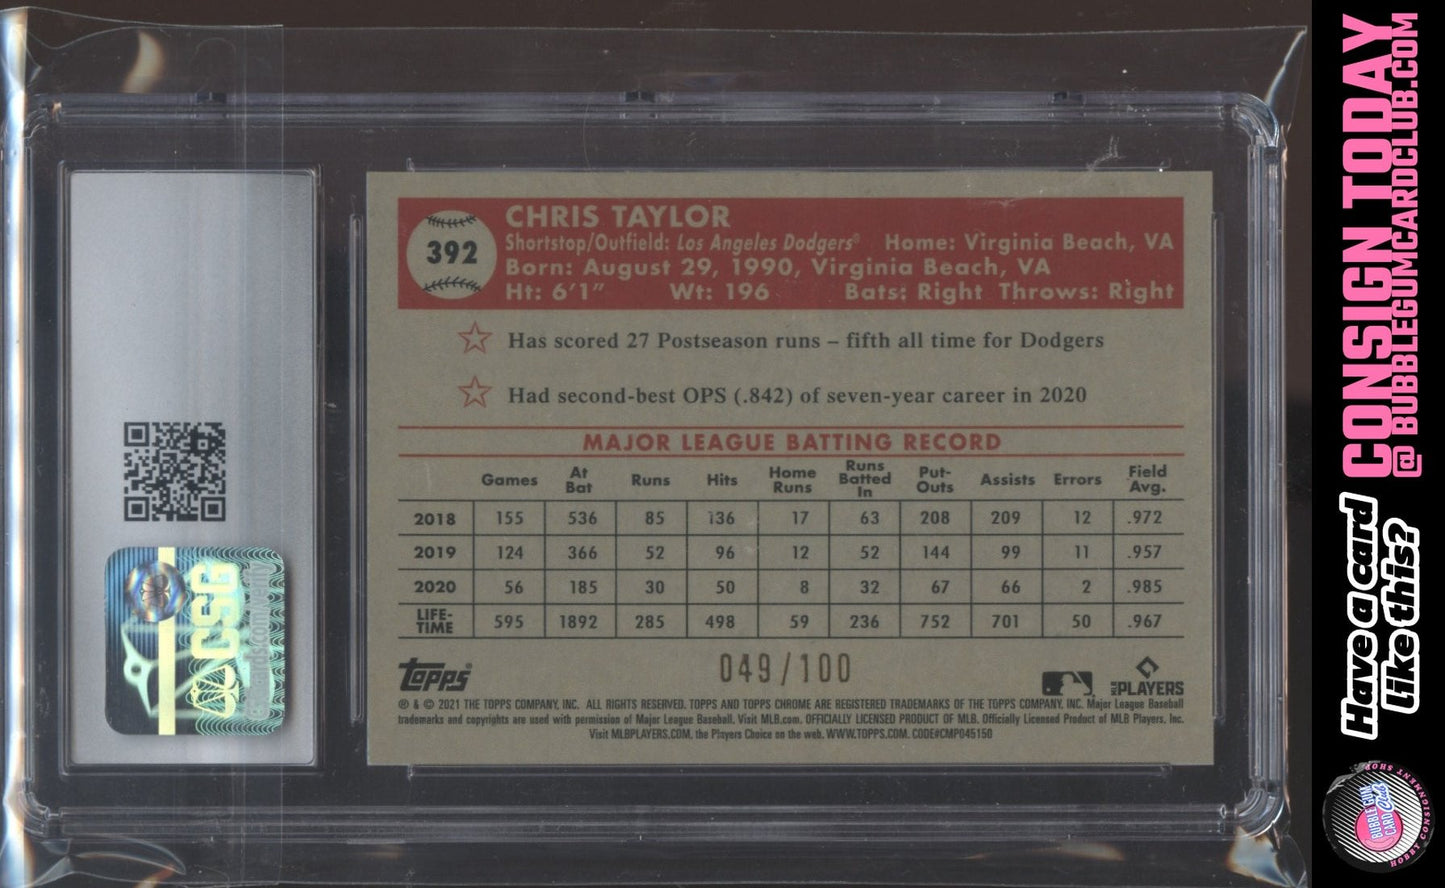 392
CHRIS TAYLOR
Shortstop/Outfield: Los Angeles Dodgers® Home: Virginia Beach, VA
Born: August 29, 1990, Virginia Beach, VA
Ht: 6'1" Wt: 196 Bats: Right Throws: Right
Has scored 27 Postseason runs – fifth all time for Dodgers
Had second-best OPS (.842) of seven-year career in 2020
MAJOR LEAGUE BATTING RECORD
Games At Bat Runs Hits Home Runs Runs Batted In Put-Outs Assists Errors Field Avg.
2018 155 536 85 136 17 63 208 209 12 .972
2019 124 366 52 96 12 52 144 99 11 .957
2020 56 185 30 50 8 32 67 66 2 .985
LIFE-TIME 595 1892 285 498 59 236 752 701 50 .967
Topps® 049/100 MLB PLAYERS
® & © 2021 THE TOPPS COMPANY, INC. ALL RIGHTS RESERVED. TOPPS AND TOPPS CHROME ARE REGISTERED TRADEMARKS OF THE TOPPS COMPANY, INC. Major League Baseball
trademarks and copyrights are used with permission of Major League Baseball. Visit MLB.com. OFFICIALLY LICENSED PRODUCT OF MLB. Officially Licensed Product of MLB Players, Inc.
Visit MLBPLAYERS.COM, the Players Choice on the web. WWW.TOPPS.COM. CODE#CMP045150
CSG
Have a Card
Like this?
CONSIGN TODAY
@ BUBBLEGUMCARDCLUB.COM
BUBBLE GUM
CARD Club
HOBBY CONSIGNMENT SHOP